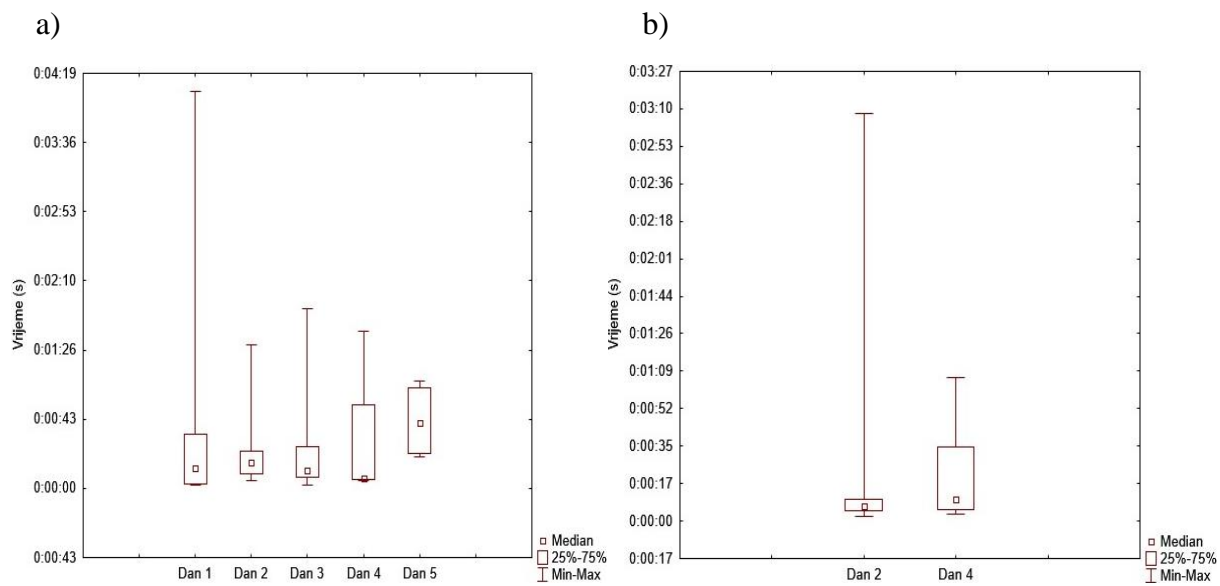 a)
0:04:19
0:03:36
0:02:53
0:02:10
0:01:26
0:00:43
0:00:00
0:00:43
Vrijeme (s)
Dan 1 Dan 2 Dan 3 Dan 4 Dan 5
Median
25%-75%
Min-Max
b)
0:03:27
0:03:10
0:02:53
0:02:36
0:02:18
0:02:01
0:01:44
0:01:26
0:01:09
0:00:52
0:00:35
0:00:17
0:00:00
0:00:17
Vrijeme (s)
Dan 2 Dan 4
Median
25%-75%
Min-Max